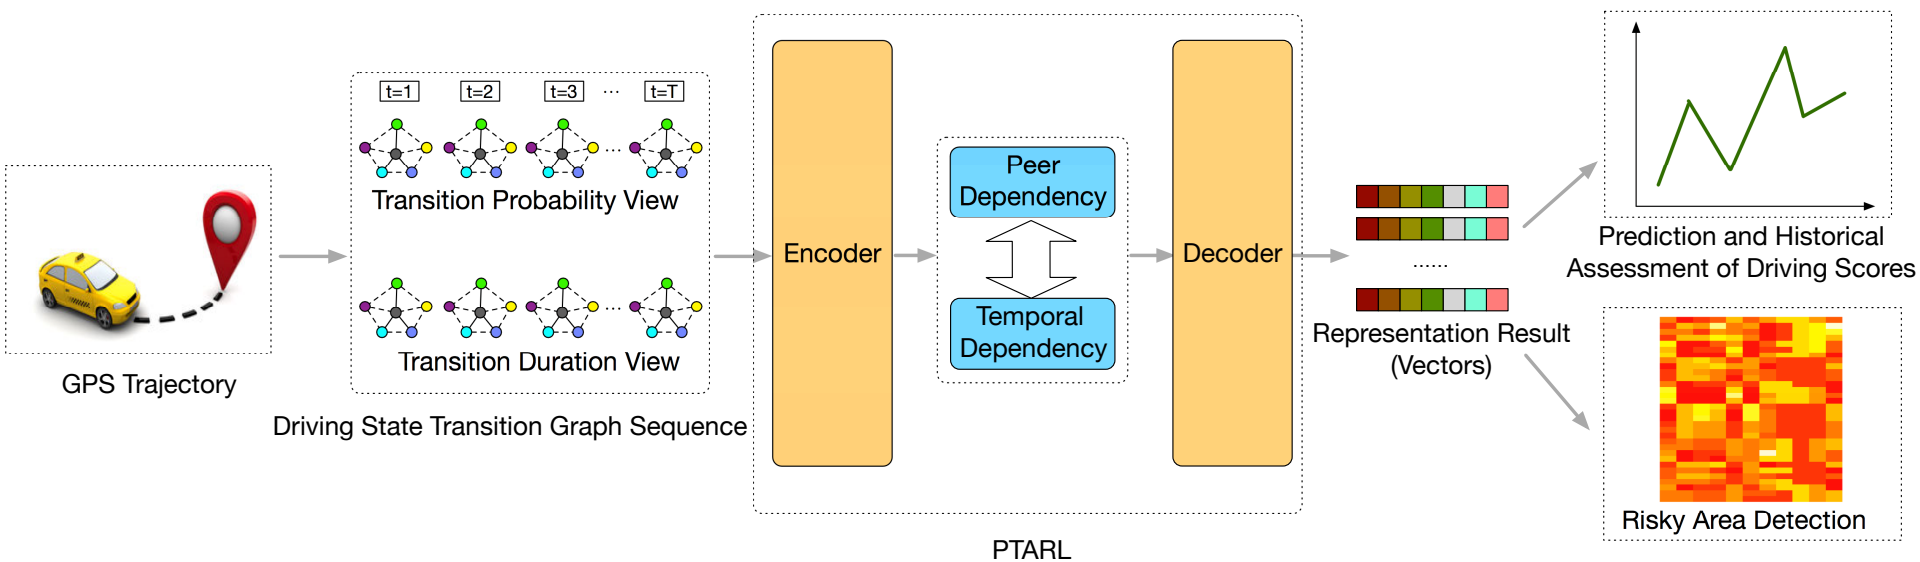 GPS Trajectory
t=1
t=2
t=3
...
t=T
...
Transition Probability View
...
Transition Duration View
Driving State Transition Graph Sequence
Encoder
Peer
Dependency
Temporal
Dependency
Decoder
PTARL
......
Representation Result
(Vectors)
Prediction and Historical
Assessment of Driving Scores
Risky Area Detection